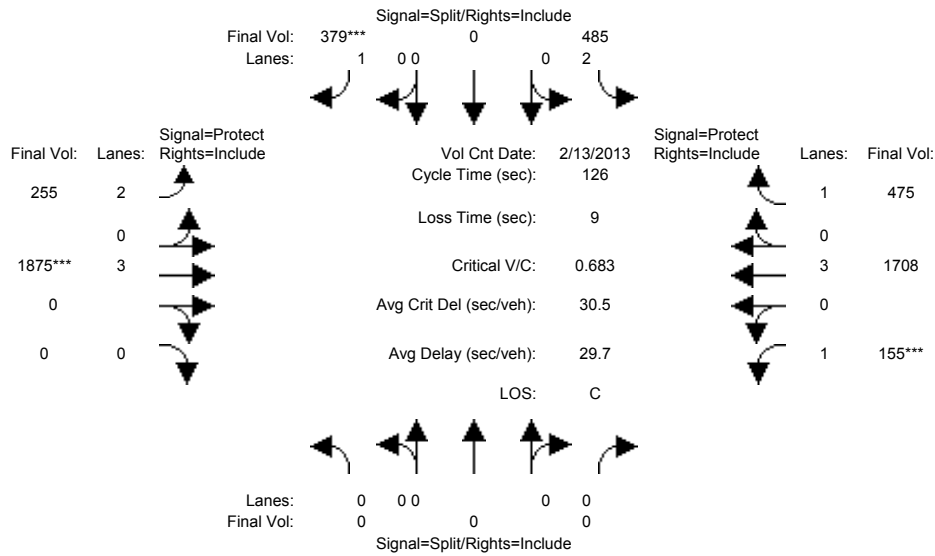 Signal=Split/Rights=Include
Final Vol: 379*** 0 485
Lanes: 1 0 0 0 2
Signal=Protect
Final Vol: Lanes: Rights=Include
Vol Cnt Date: 2/13/2013
Signal=Protect
Rights=Include Lanes: Final Vol:
Cycle Time (sec): 126
255 2
1 475
Loss Time (sec): 9
0
0
1875*** 3
Critical V/C: 0.683
3 1708
0
Avg Crit Del (sec/veh): 30.5
0
0 0
Avg Delay (sec/veh): 29.7
1 155***
LOS: C
Lanes: 0 0 0 0 0
Final Vol: 0 0 0
Signal=Split/Rights=Include